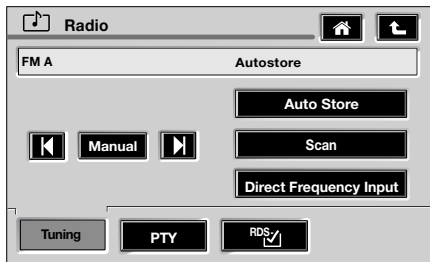 Radio
FM A Autostore
Auto Store
Manual Scan
Direct Frequency Input
Tuning PTY RDS